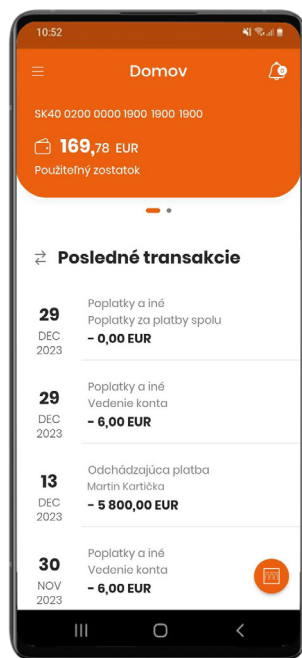 10:52
Domov
SK40 0200 0000 1900 1900 1900
169,78 EUR
Použiteľný zostatok
Posledné transakcie
29
DEC
2023
Poplatky a iné
Poplatky za platby spolu
- 0,00 EUR
29
DEC
2023
Poplatky a iné
Vedenie konta
- 6,00 EUR
13
DEC
2023
Odchádzajúca platba
Martin Kartička
- 5 800,00 EUR
30
NOV
2023
Poplatky a iné
Vedenie konta
- 6,00 EUR